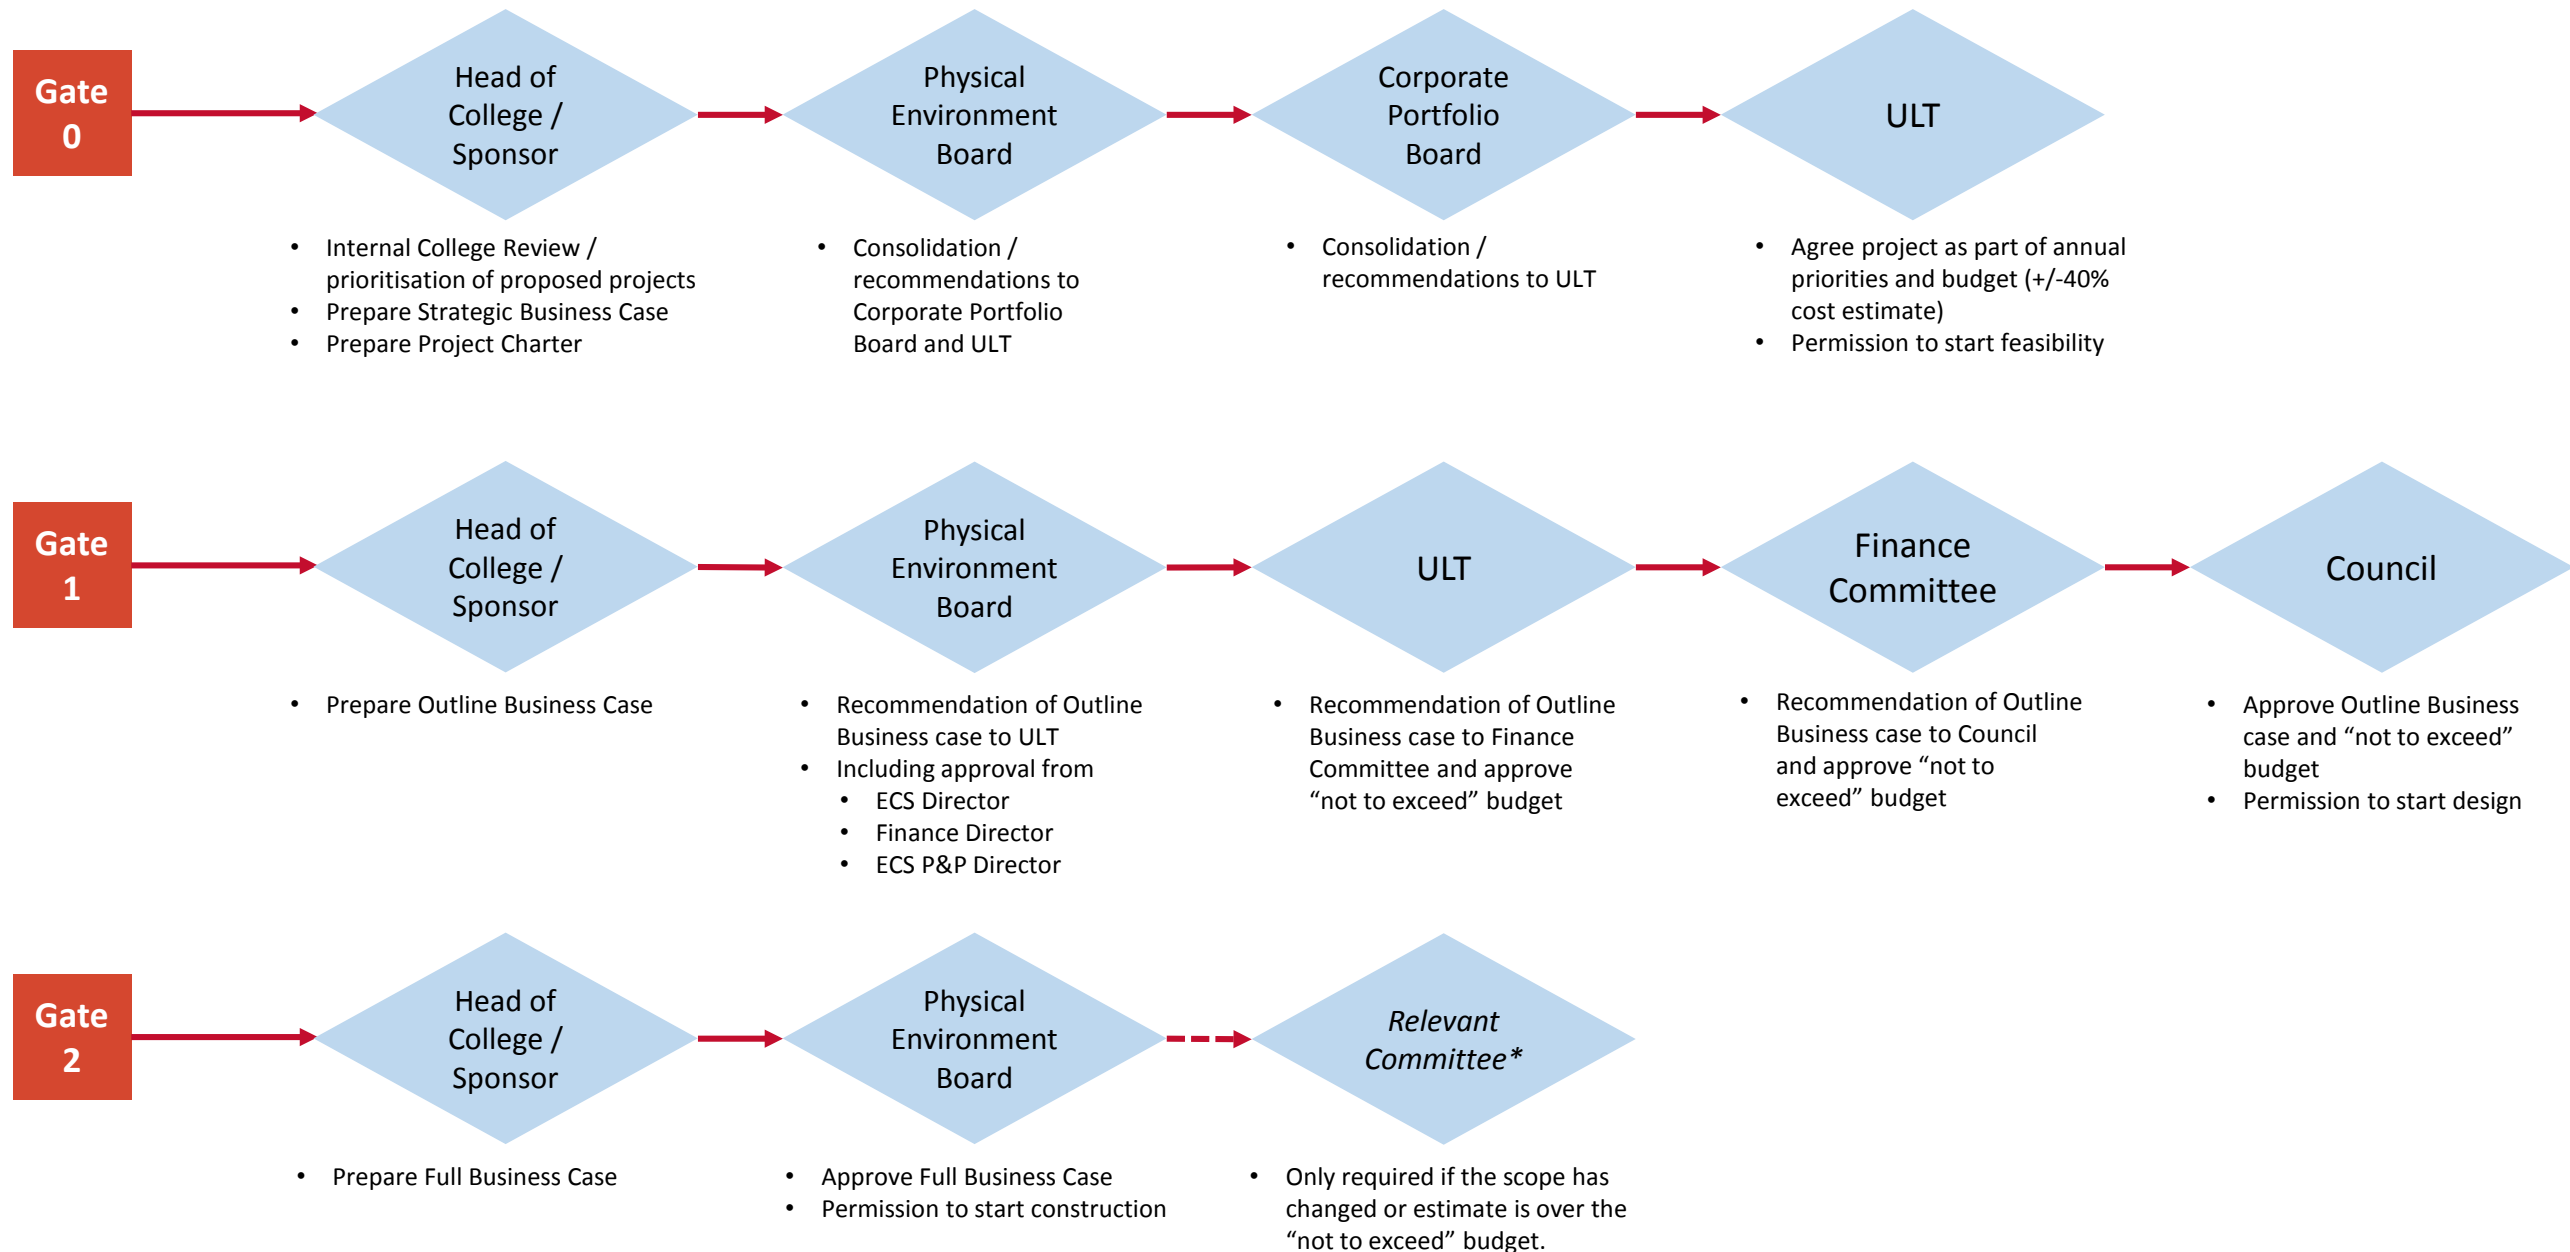 Gate
0
Head of
College /
Sponsor
Physical
Environment
Board
Corporate
Portfolio
Board
ULT
• Internal College Review /
prioritisation of proposed projects
• Prepare Strategic Business Case
• Prepare Project Charter
• Consolidation /
recommendations to
Corporate Portfolio
Board and ULT
• Consolidation /
recommendations to ULT
• Agree project as part of annual
priorities and budget (+/-40%
cost estimate)
• Permission to start feasibility
Gate
1
Head of
College /
Sponsor
Physical
Environment
Board
ULT
Finance
Committee
Council
• Prepare Outline Business Case
• Recommendation of Outline
Business case to ULT
• Including approval from
• ECS Director
• Finance Director
• ECS P&P Director
• Recommendation of Outline
Business case to Finance
Committee and approve
“not to exceed” budget
• Recommendation of Outline
Business case to Council
and approve “not to
exceed” budget
• Approve Outline Business
case and “not to exceed”
budget
• Permission to start design
Gate
2
Head of
College /
Sponsor
Physical
Environment
Board
Relevant
Committee*
• Prepare Full Business Case
• Approve Full Business Case
• Permission to start construction
• Only required if the scope has
changed or estimate is over the
“not to exceed” budget.